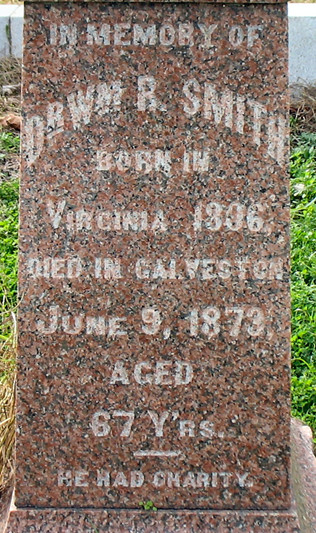 IN MEMORY OF
DR WM R. SMITH
BORN IN
VIRGINIA 1806,
DIED IN GALVESTON
JUNE 9, 1873,
AGED
67 Y'RS.
HE HAD CHARITY.